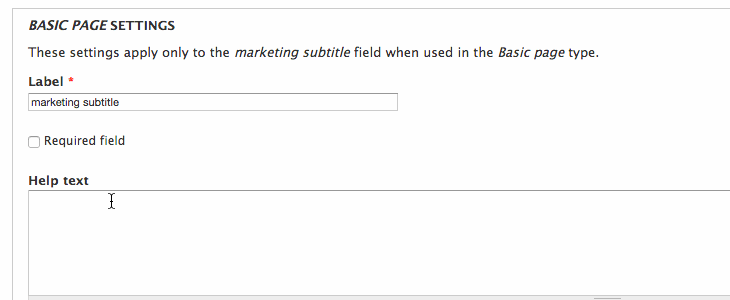 BASIC PAGE SETTINGS
These settings apply only to the marketing subtitle field when used in the Basic page type.
Label *
marketing subtitle
Required field
Help text